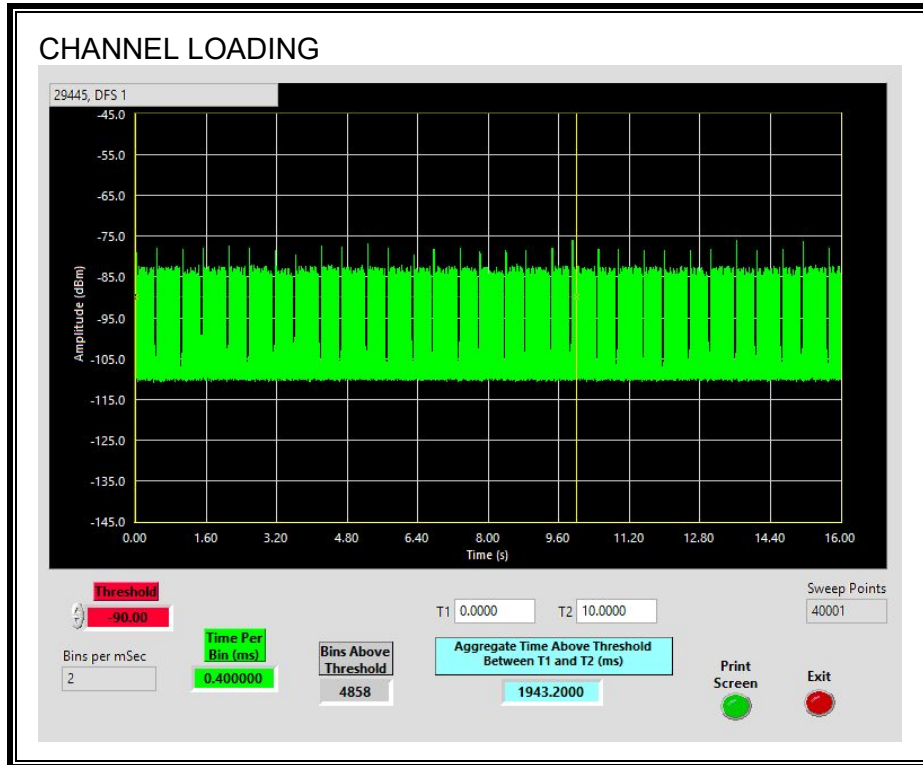 CHANNEL LOADING
29445, DFS 1
-45.0
-55.0
-65.0
-75.0
-85.0
-95.0
-105.0
-115.0
-125.0
-135.0
-145.0
Amplitude (dBm)
0.00 1.60 3.20 4.80 6.40 8.00 9.60 11.20 12.80 14.40 16.00
Time (s)
Threshold
-90.00
Bins per mSec
2
Time Per
Bin (ms)
0.400000
Bins Above
Threshold
4858
T1 0.0000 T2 10.0000
Aggregate Time Above Threshold
Between T1 and T2 (ms)
1943.2000
Sweep Points
40001
Print
Screen
Exit